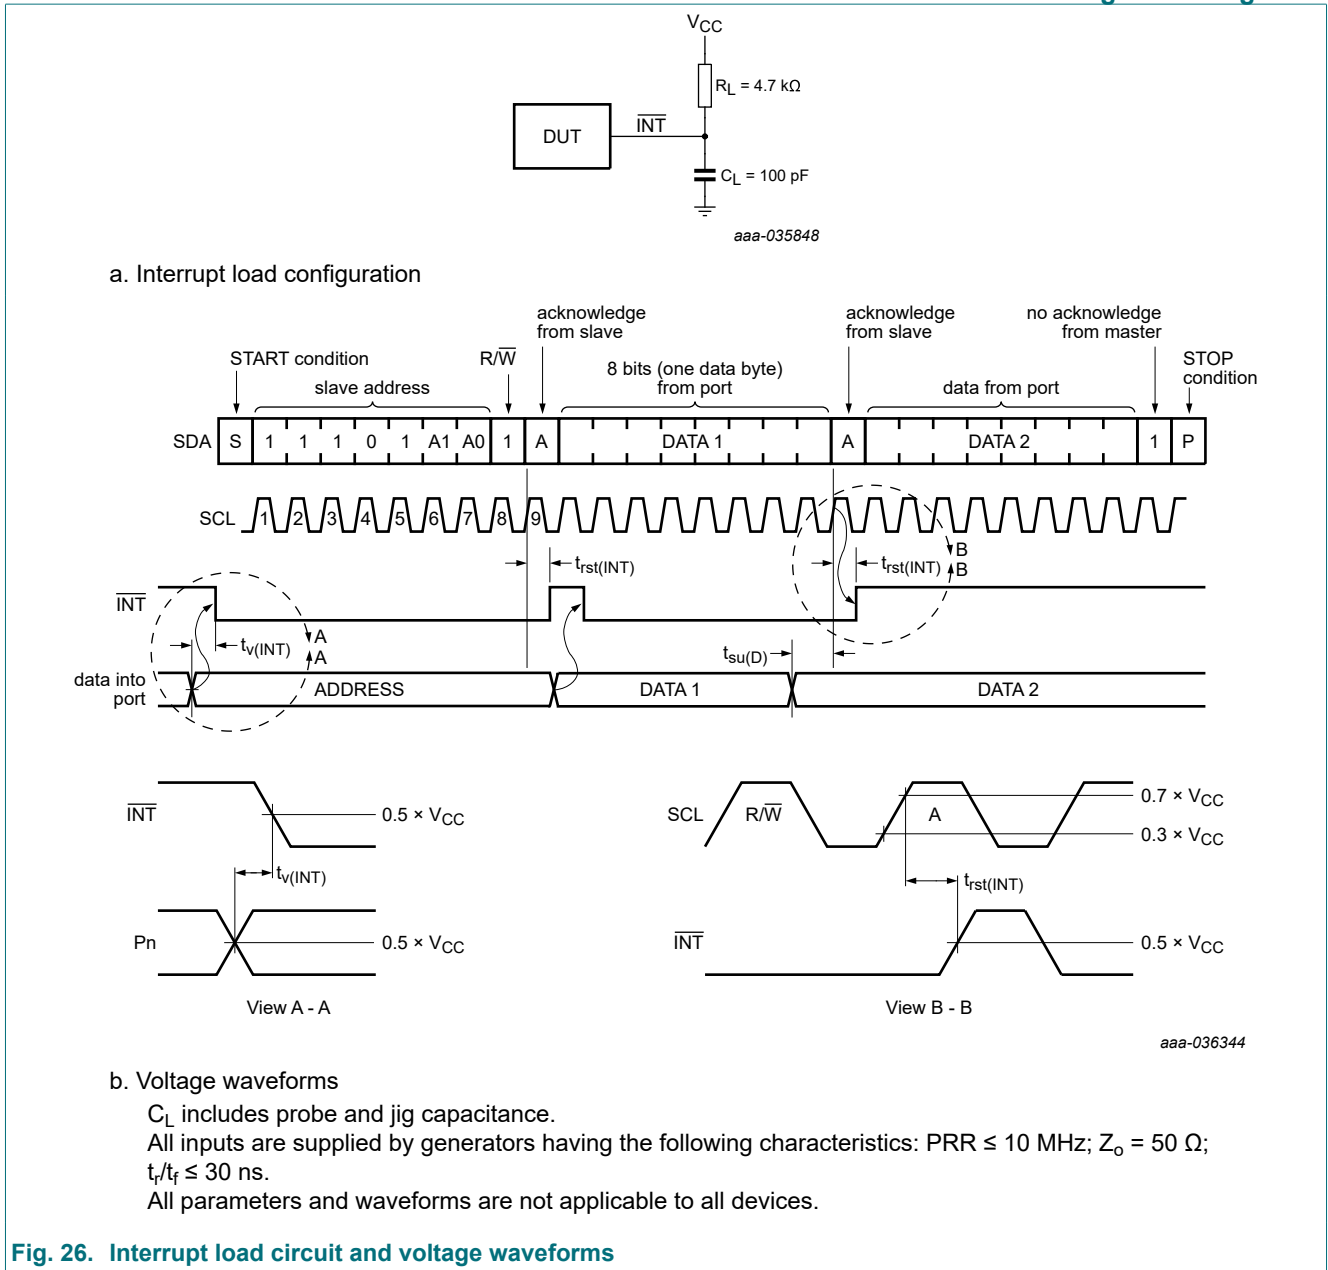 VCC
RL = 4.7 kΩ
DUT
INT
CL = 100 pF
aaa-035848
a. Interrupt load configuration
acknowledge
from slave
acknowledge
from slave
no acknowledge
from master
START condition
R/W
8 bits (one data byte)
from port
STOP
condition
slave address
data from port
SDA S 1 1 1 0 1 A1 A0 1 A DATA 1 A DATA 2 1 P
SCL 1 2 3 4 5 6 7 8 9
trst(INT)
trst(INT)
B
B
INT
tv(INT)
A
A
tsu(D)
data into
port
ADDRESS
DATA 1
DATA 2
INT
0.5 × VCC
tv(INT)
Pn
0.5 × VCC
View A - A
SCL
R/W
A
0.7 × VCC
0.3 × VCC
trst(INT)
INT
0.5 × VCC
View B - B
aaa-036344
b. Voltage waveforms
CL includes probe and jig capacitance.
All inputs are supplied by generators having the following characteristics: PRR ≤ 10 MHz; Zo = 50 Ω;
tr/tf ≤ 30 ns.
All parameters and waveforms are not applicable to all devices.
Fig. 26. Interrupt load circuit and voltage waveforms